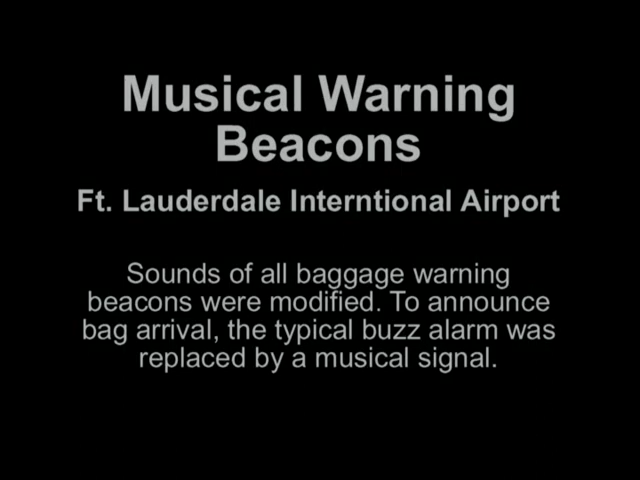 Musical Warning
Beacons
Ft. Lauderdale Interntional Airport
Sounds of all baggage warning
beacons were modified. To announce
bag arrival, the typical buzz alarm was
replaced by a musical signal.